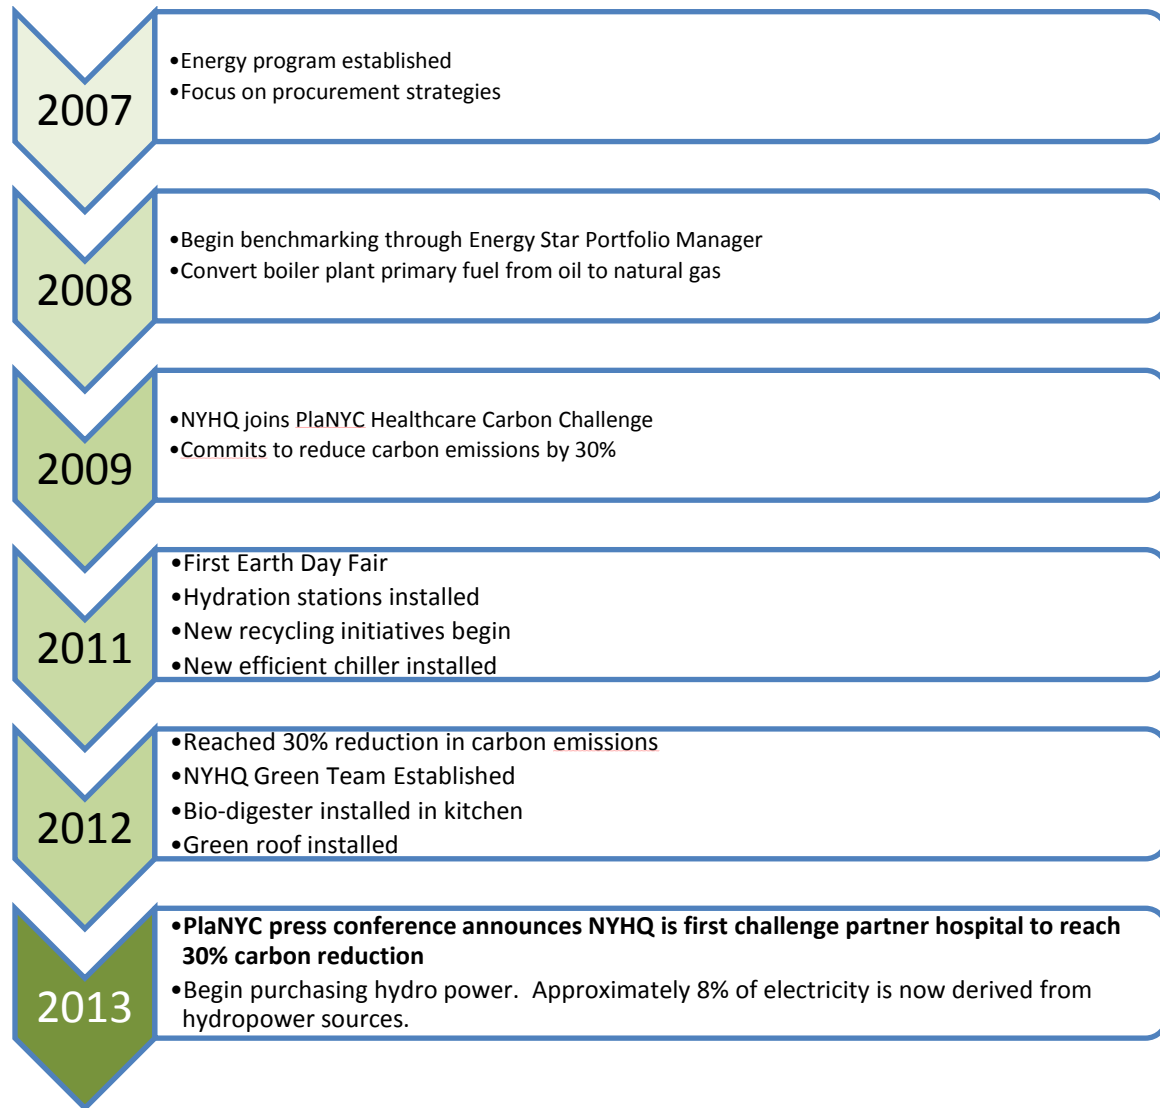 2007
•Energy program established
•Focus on procurement strategies
2008
•Begin benchmarking through Energy Star Portfolio Manager
•Convert boiler plant primary fuel from oil to natural gas
2009
•NYHQ joins PlaNYC Healthcare Carbon Challenge
•Commits to reduce carbon emissions by 30%
2011
•First Earth Day Fair
•Hydration stations installed
•New recycling initiatives begin
•New efficient chiller installed
2012
•Reached 30% reduction in carbon emissions
•NYHQ Green Team Established
•Bio-digester installed in kitchen
•Green roof installed
2013
•PlaNYC press conference announces NYHQ is first challenge partner hospital to reach
30% carbon reduction
•Begin purchasing hydro power.  Approximately 8% of electricity is now derived from
hydropower sources.